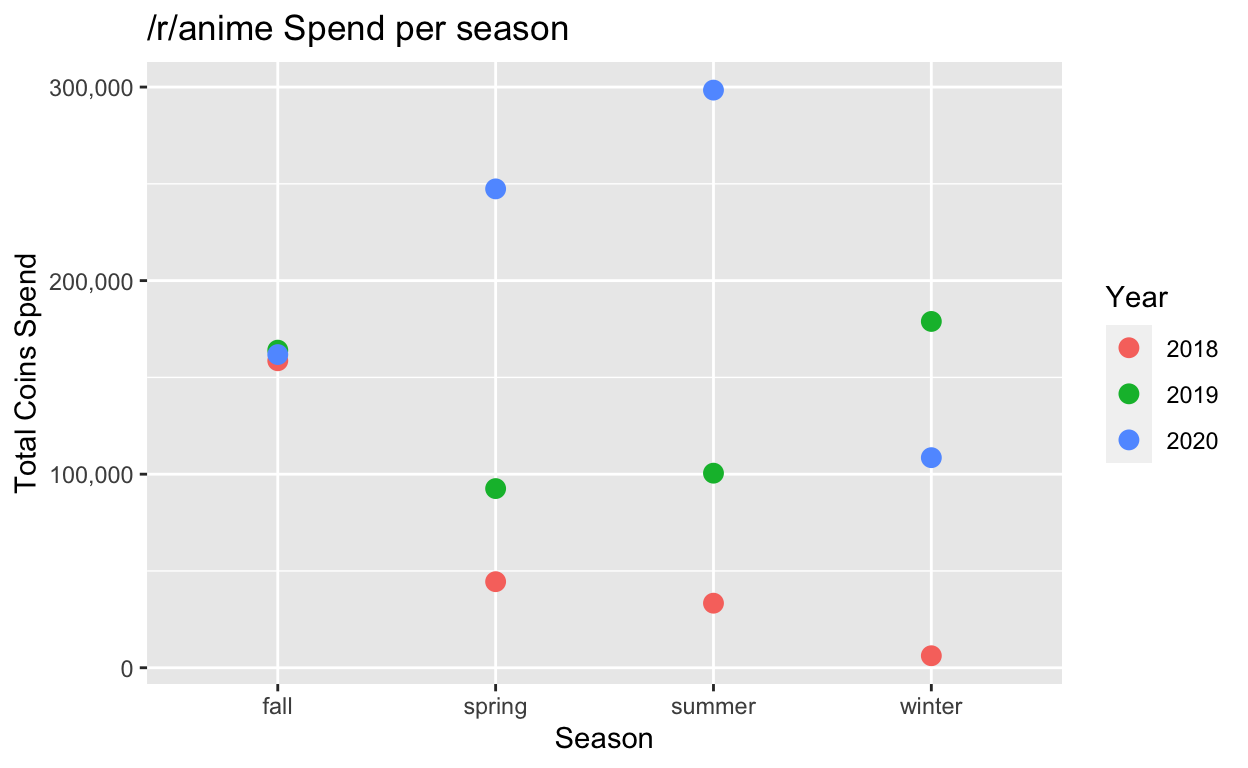 /r/anime Spend per season
Total Coins Spend
300,000
200,000
100,000
0
fall
spring
summer
winter
Season
Year
2018
2019
2020